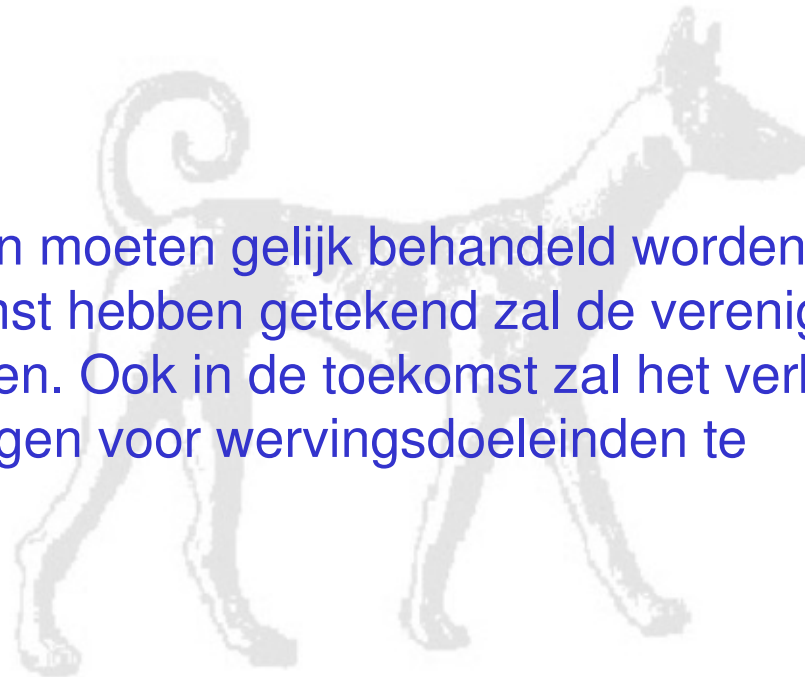 n moeten gelijk behandeld worden
nst hebben getekend zal de verenig
en. Ook in de toekomst zal het verl
gen voor wervingsdoeleinden te